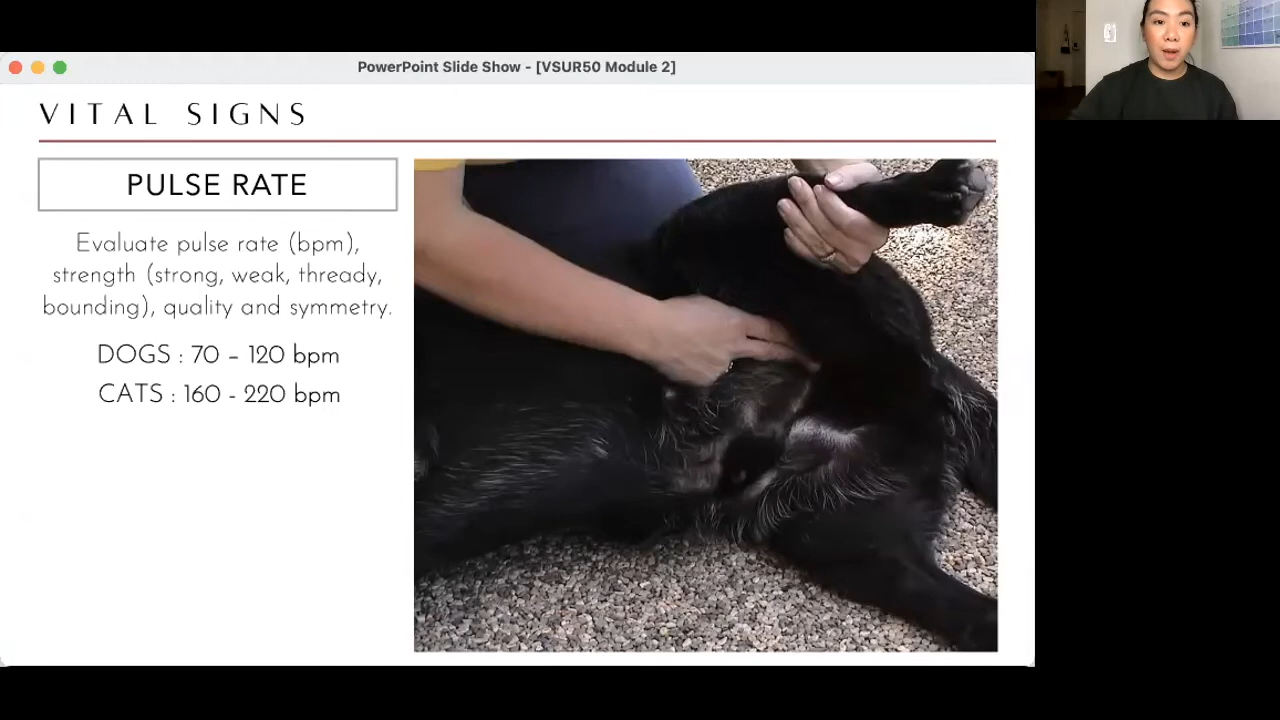 PowerPoint Slide Show - [VSUR50 Module 2]
VITAL SIGNS
PULSE RATE
Evaluate pulse rate (bpm),
strength (strong, weak, thready,
bounding), quality and symmetry.
DOGS : 70 – 120 bpm
CATS : 160 - 220 bpm